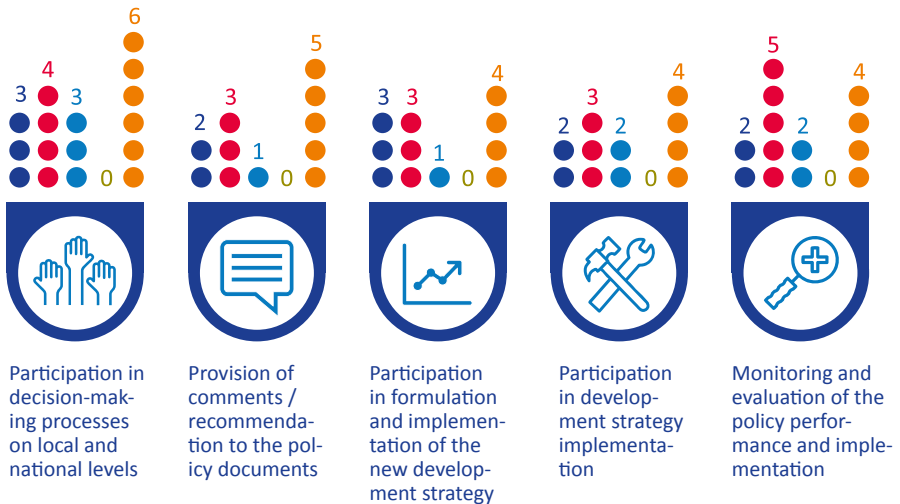 3 4 3 0 6
2 3 1 0 5
3 3 1 0 4
2 3 2 0 4
2 5 2 0 4
Participation in
decision-mak-
ing processes
on local and
national levels
Provision of
comments /
recommenda-
tion to the pol-
icy documents
Participation
in formulation
and implemen-
tation of the
new develop-
ment strategy
Participation
in develop-
ment strategy
implementa-
tion
Monitoring and
evaluation of the
policy perfor-
mance and imple-
mentation